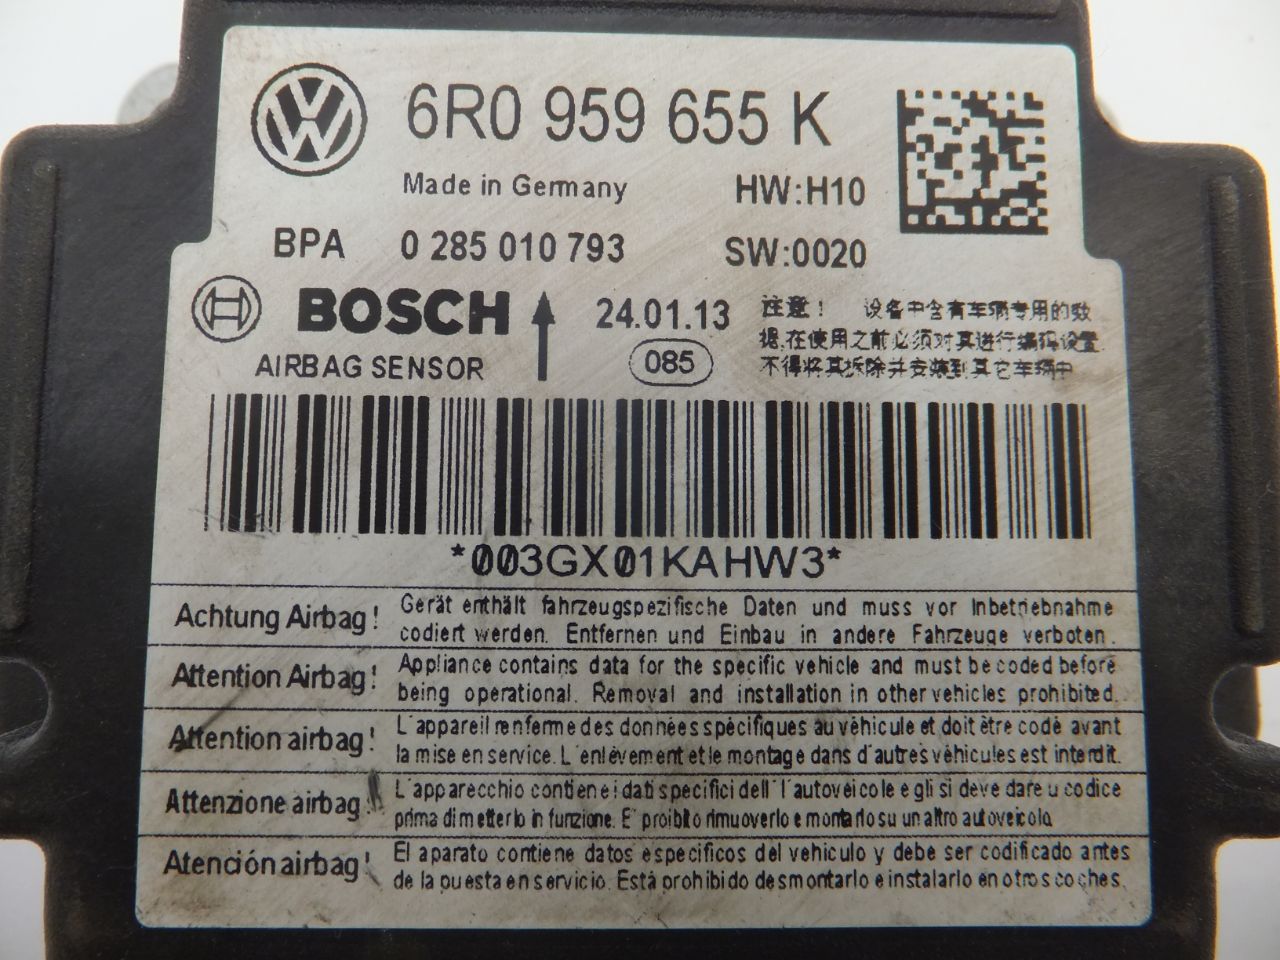 6R0 959 655 K
Made in Germany HW:H10
BPA 0 285 010 793 SW:0020
BOSCH 24.01.13
AIRBAG SENSOR 085
注意！ 设备中含有车辆专用的数
据,在使用之前必须对其进行编码设置
不得将其拆除并安装到其它车辆中
*003GX01KAHW3*
Achtung Airbag! Gerät enthält fahrzeugspezifische Daten und muss vor Inbetriebnahme
codiert werden. Entfernen und Einbau in andere Fahrzeuge verboten.
Attention Airbag! Appliance contains data for the specific vehicle and must be coded before
being operational. Removal and installation in other vehicles prohibited.
Attention airbag! L'appareil renferme des données spécifiques au véhicule et doit être codé avant
la mise en service. L'enlèvement et le montage dans d'autres véhicules est interdit.
Attenzione airbag! L'apparecchio contiene i dati specifici dell'l'autoveicolo e gli si deve dare u codice
prima di metterlo in funzione. E' proibito rimuoverlo e montarlo su un altro autoveicolo.
Atención airbag! El aparato contiene datos específicos del vehículo y debe ser codificado antes
de la puesta en servicio. Está prohibido desmontarlo e instalarlo en otros coches.